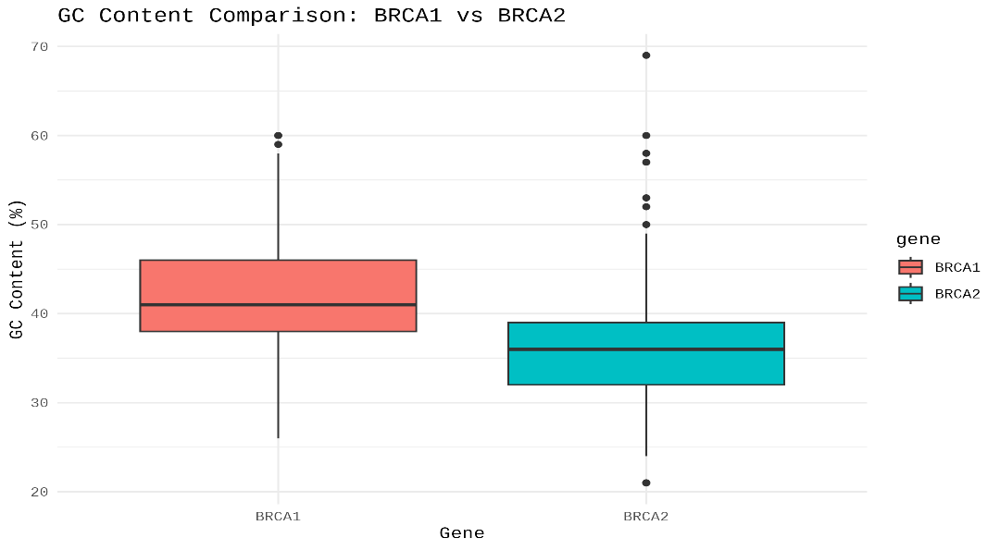 GC Content Comparison: BRCA1 vs BRCA2
GC Content (%)
70
60
50
40
30
20
BRCA1
BRCA2
Gene
gene
BRCA1
BRCA2